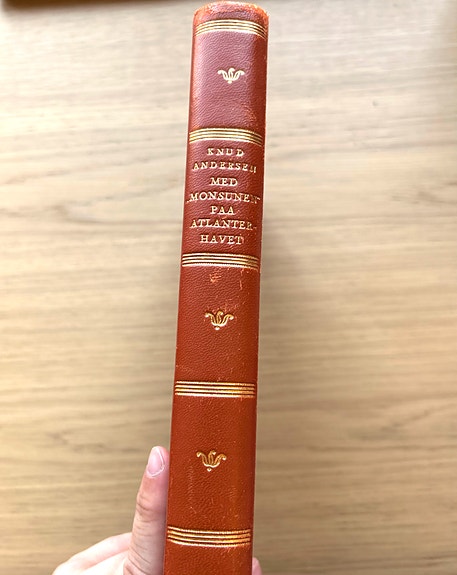 KNUD
ANDERSEN
MED
„MONSUNEN”
PAA
ATLANTER-
HAVET